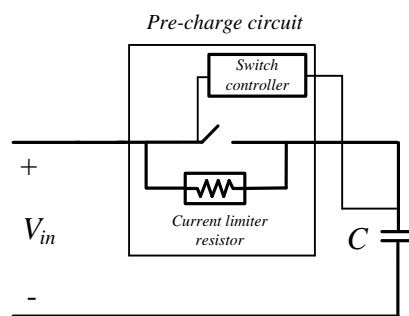 Pre-charge circuit
Switch
controller
+
V_in
-
Current limiter
resistor
C